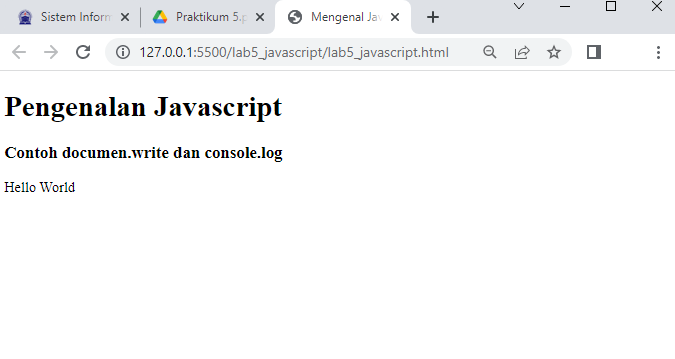 Sistem Inform
Praktikum 5.p
Mengenal Jav
127.0.0.1:5500/lab5_javascript/lab5_javascript.html
Pengenalan Javascript
Contoh documen.write dan console.log
Hello World